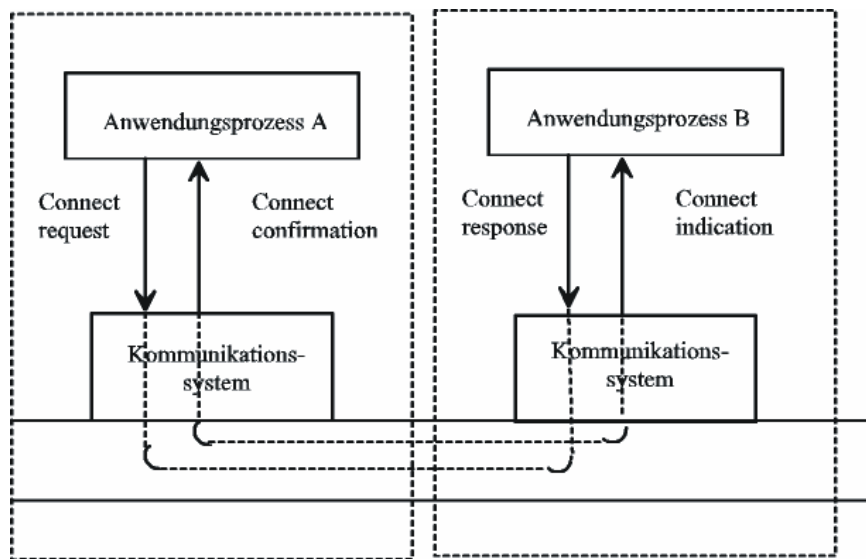 Anwendungsprozess A
Anwendungsprozess B
Connect
request
Connect
confirmation
Connect
response
Connect
indication
Kommunikations-
system
Kommunikations-
system